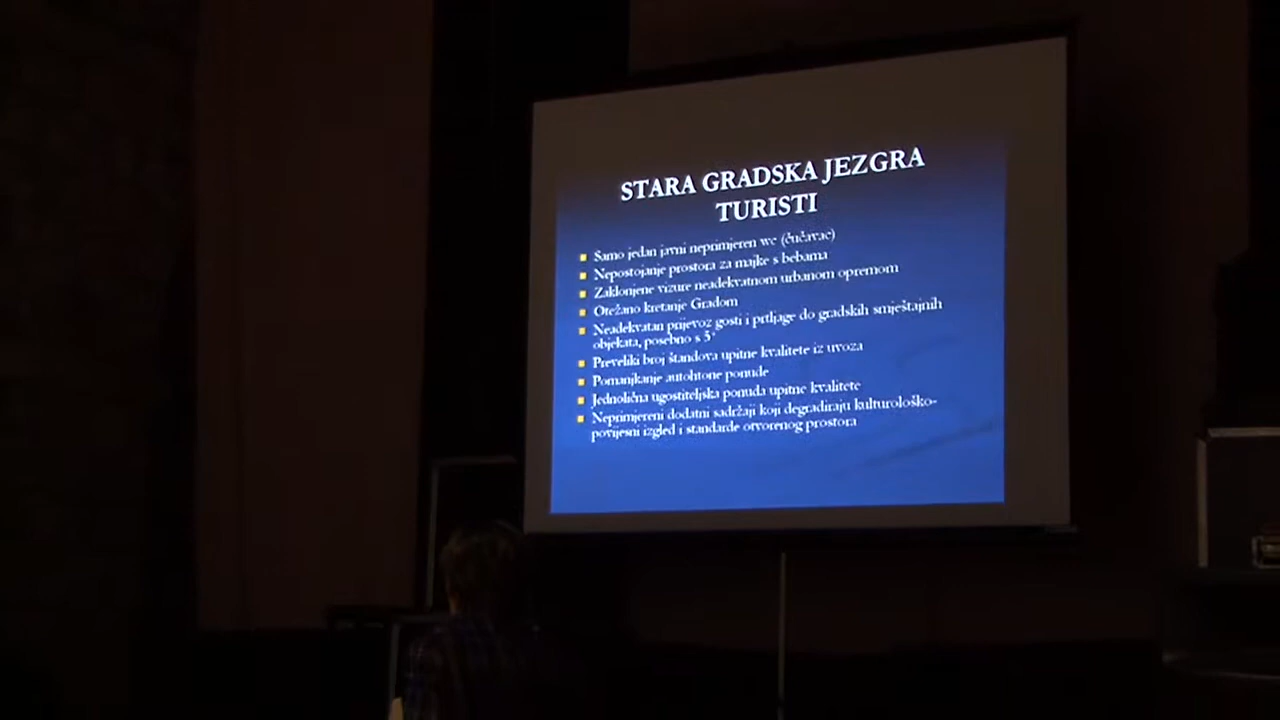 STARA GRADSKA JEZGRA
TURISTI
Samo jedan javni neprimjeren wc (čučavac)
Nepostojanje prostora za majke s bebama
Zaklonjene vizure neadekvatnom urbanom opremom
Otežano kretanje Gradom
Neadekvatan prijevoz gosti i prtljage do gradskih smještajnih
objekata, posebno s 5*
Preveliki broj štandova upitne kvalitete iz uvoza
Pomanjkanje autohtone ponude
Jednolična ugostiteljska ponuda upitne kvalitete
Neprimjereni dodatni sadržaji koji degradiraju kulturološko-
povijesni izgled i standarde otvorenog prostora